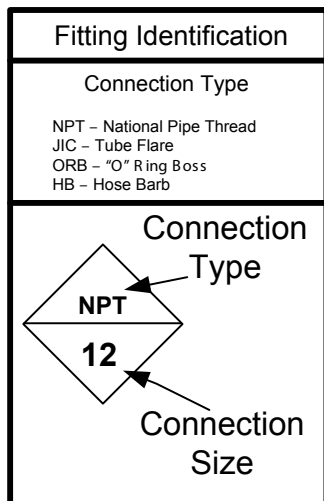 Fitting Identification
Connection Type
NPT – National Pipe Thread
JIC – Tube Flare
ORB – “O” Ring Boss
HB – Hose Barb
Connection
Type
NPT
12
Connection
Size